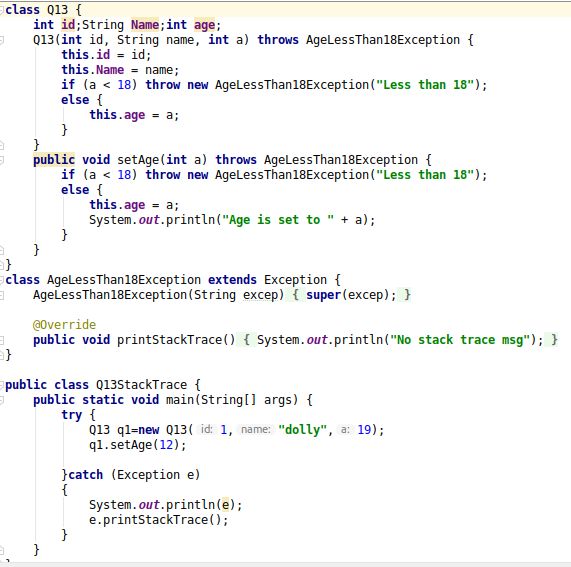 class Q13 {
    int id;String Name;int age;
    Q13(int id, String name, int a) throws AgeLessThan18Exception {
        this.id = id;
        this.Name = name;
        if (a < 18) throw new AgeLessThan18Exception("Less than 18");
        else {
            this.age = a;
        }
    }
    public void setAge(int a) throws AgeLessThan18Exception {
        if (a < 18) throw new AgeLessThan18Exception("Less than 18");
        else {
            this.age = a;
            System.out.println("Age is set to " + a);
        }
    }
}
class AgeLessThan18Exception extends Exception {
    AgeLessThan18Exception(String excep) { super(excep); }

    @Override
    public void printStackTrace() { System.out.println("No stack trace msg"); }
}

public class Q13StackTrace {
    public static void main(String[] args) {
        try {
            Q13 q1=new Q13( id: 1, name: "dolly", a: 19);
            q1.setAge(12);

        }catch (Exception e)
        {
            System.out.println(e);
            e.printStackTrace();
        }
    }